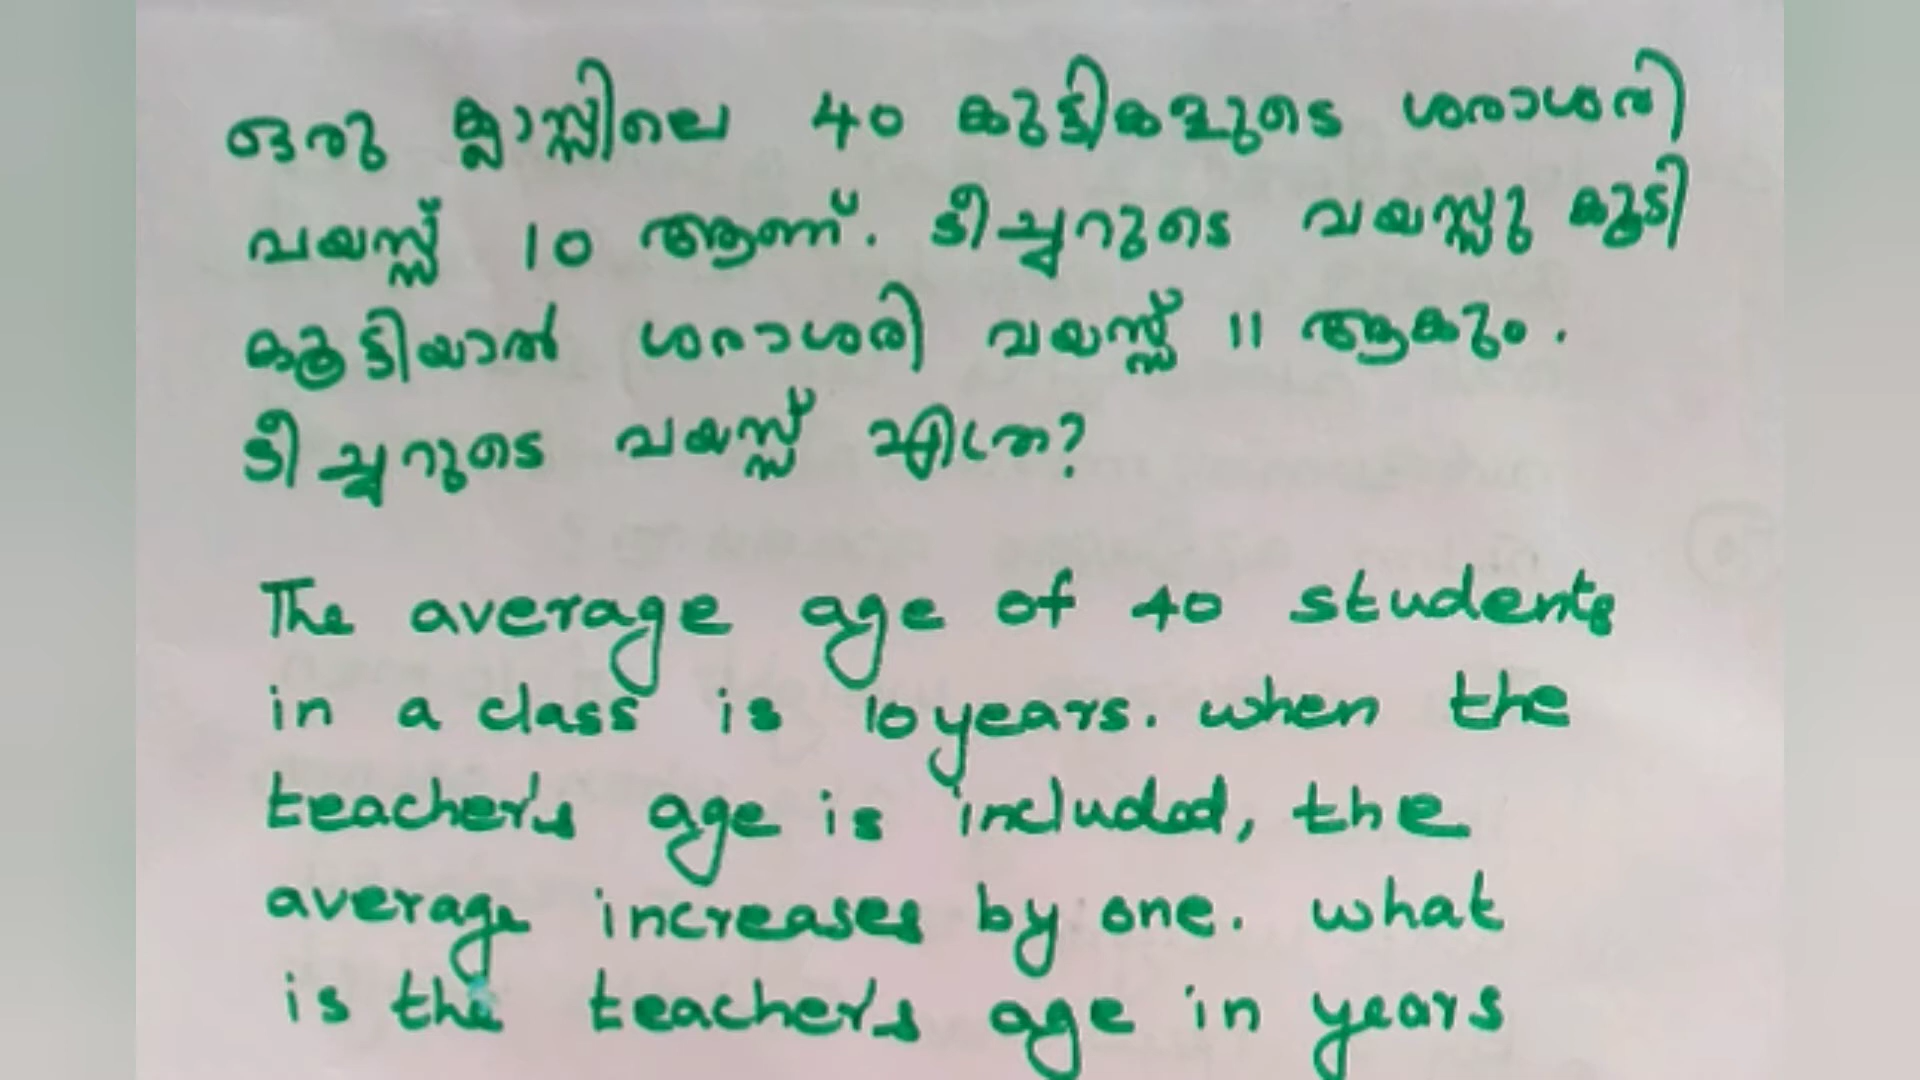 ഒരു ക്ലാസ്സിലെ 40 കുട്ടികളുടെ ശരാശരി
വയസ്സ് 10 ആണ്. ടീച്ചറുടെ വയസ്സു കൂടി
കൂട്ടിയാൽ ശരാശരി വയസ്സ് 11 ആകും.
ടീച്ചറുടെ വയസ്സ് എത്ര?
The average age of 40 students
in a class is 10 years. when the
teacher's age is included, the
average increases by one. what
is the teacher's age in years